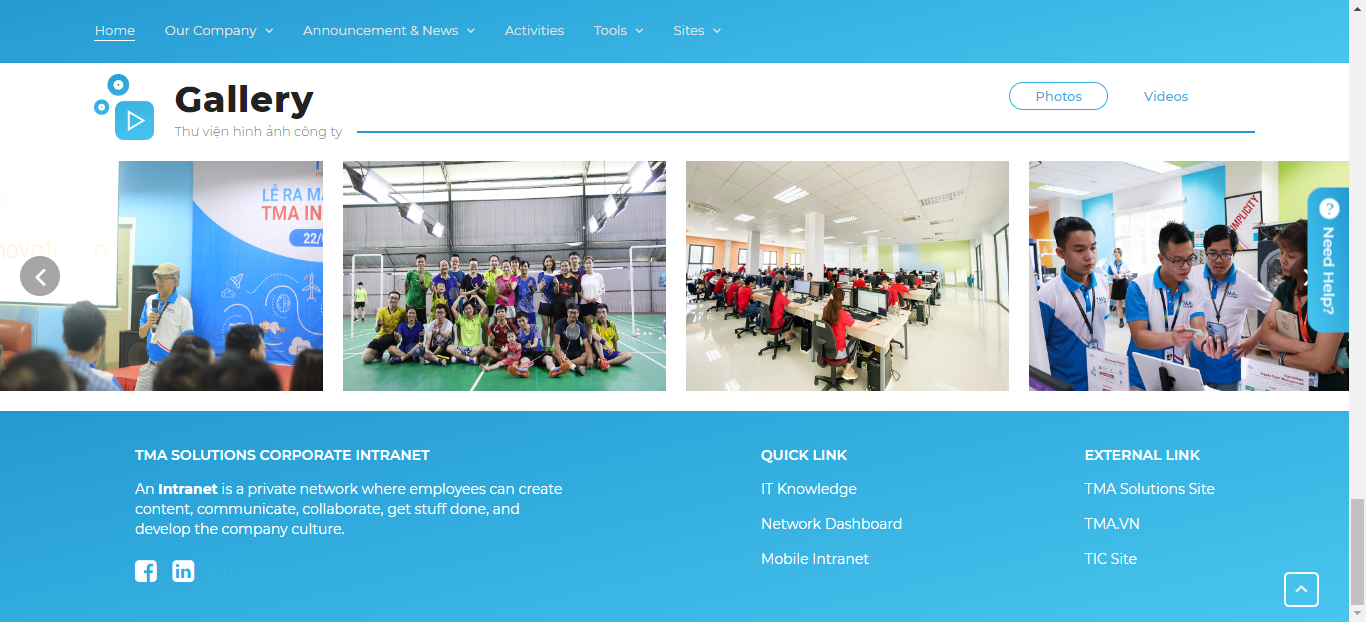 Home
Our Company
Announcement & News
Activities
Tools
Sites
Gallery
Thư viện hình ảnh công ty
Photos
Videos
LỄ RA M
TMA IN
22/
MPLICITY
TMA
? Need Help?
TMA SOLUTIONS CORPORATE INTRANET
An Intranet is a private network where employees can create
content, communicate, collaborate, get stuff done, and
develop the company culture.
QUICK LINK
IT Knowledge
Network Dashboard
Mobile Intranet
EXTERNAL LINK
TMA Solutions Site
TMA.VN
TIC Site